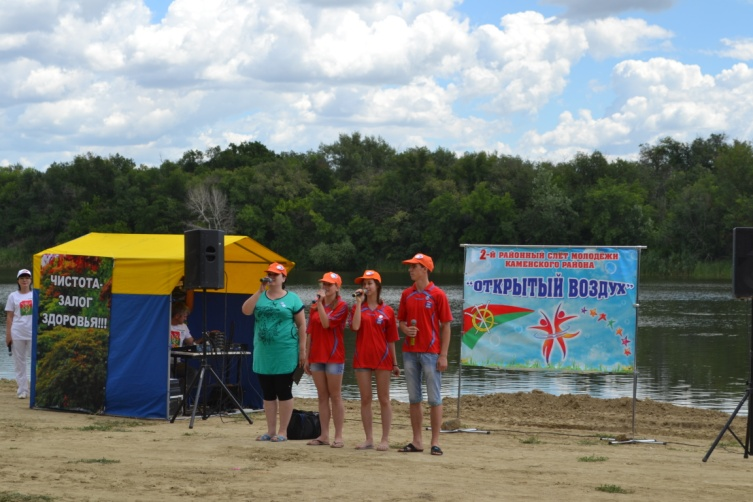 ЧИСТОТА-
ЗАЛОГ
ЗДОРОВЬЯ!!!
2-Й РАЙОННЫЙ СЛЕТ МОЛОДЕЖИ
КАМЕНСКОГО РАЙОНА
"ОТКРЫТЫЙ ВОЗДУХ"